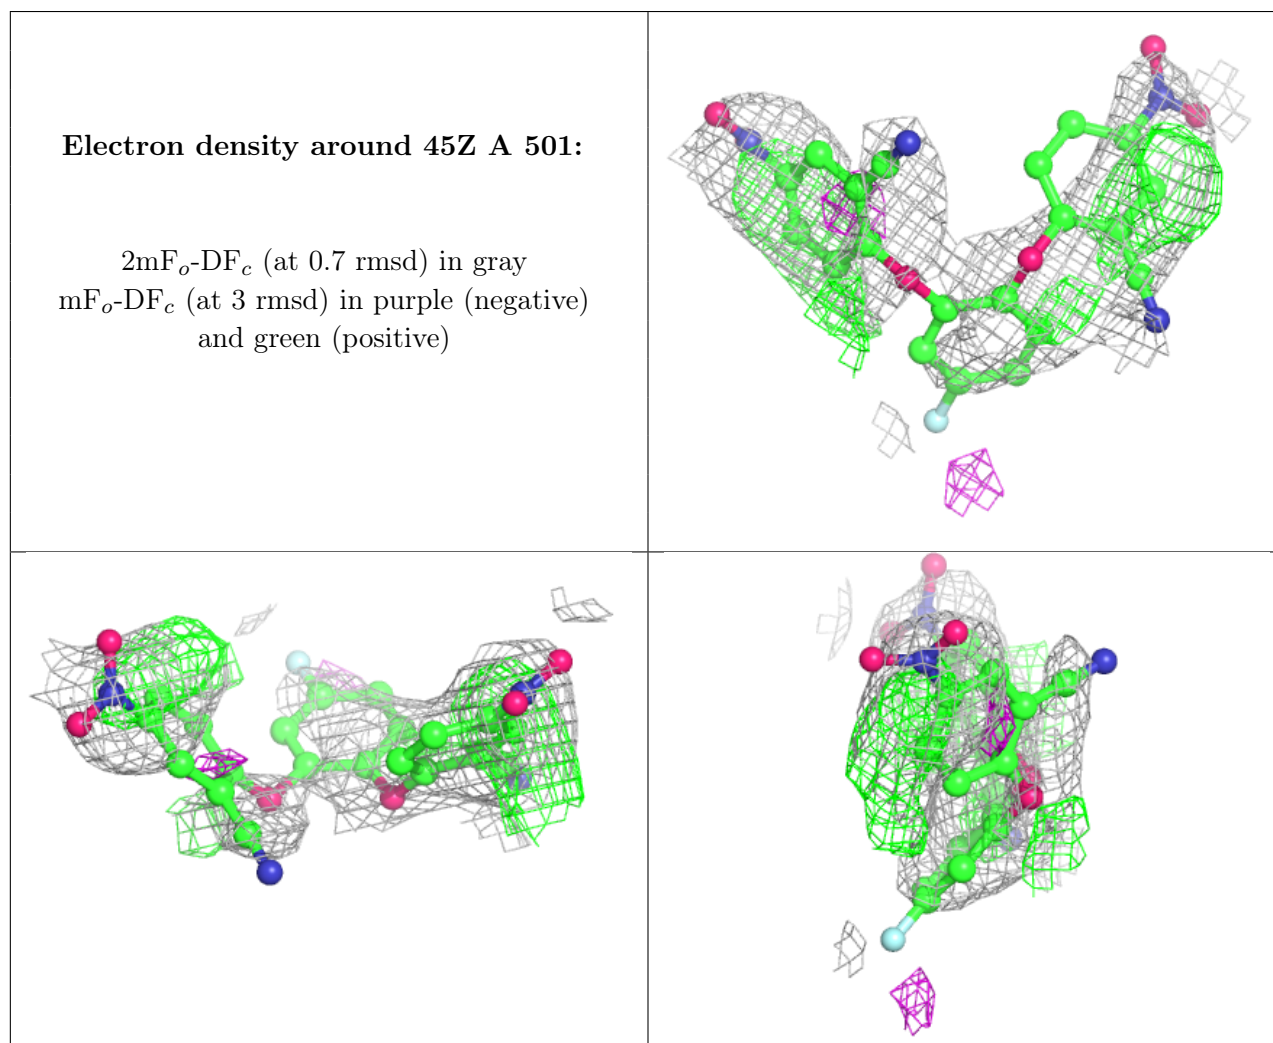 Electron density around 45Z A 501:
2mFo-DFc (at 0.7 rmsd) in gray
mFo-DFc (at 3 rmsd) in purple (negative)
and green (positive)